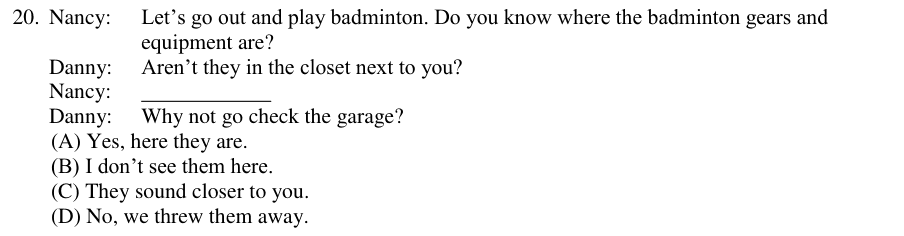 20. Nancy: Let's go out and play badminton. Do you know where the badminton gears and
equipment are?
Danny: Aren't they in the closet next to you?
Nancy: ____________
Danny: Why not go check the garage?
(A) Yes, here they are.
(B) I don't see them here.
(C) They sound closer to you.
(D) No, we threw them away.